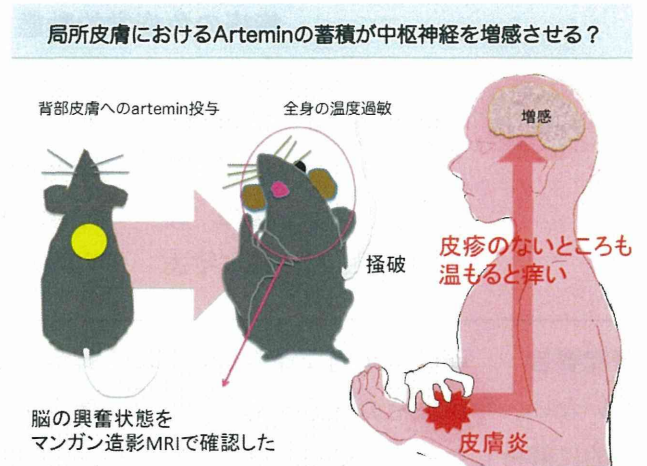 局所皮膚におけるArteminの蓄積が中枢神経を増感させる？
背部皮膚へのartemin投与
全身の温度過敏
増感
掻破
皮疹のないところも
温もると痒い
脳の興奮状態を
マンガン造影MRIで確認した
皮膚炎